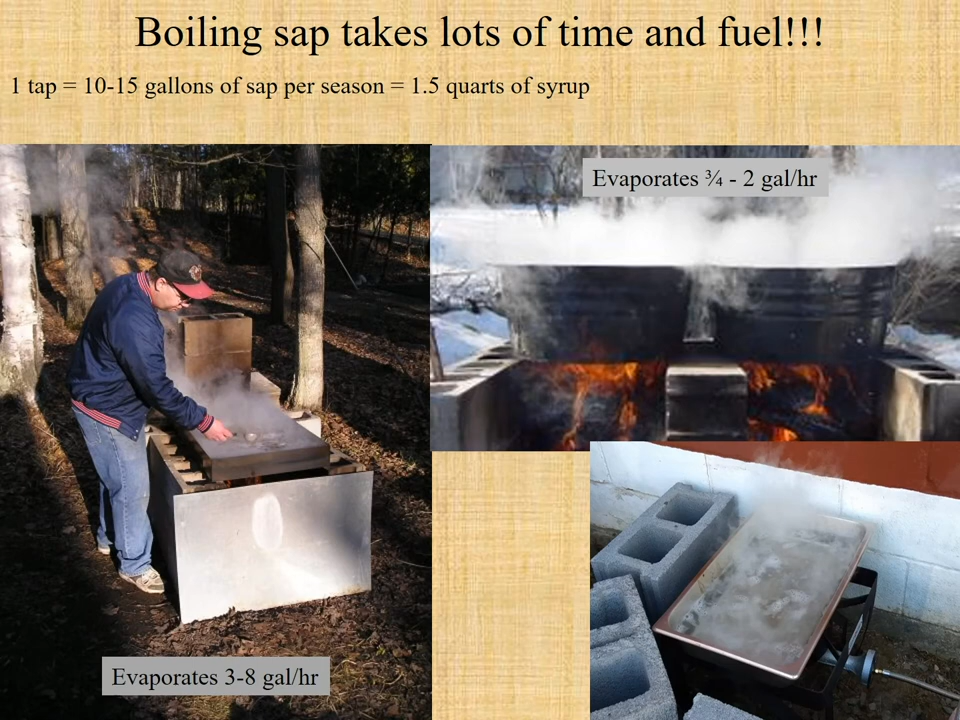 Boiling sap takes lots of time and fuel!!!
1 tap = 10-15 gallons of sap per season = 1.5 quarts of syrup
Evaporates ¾ - 2 gal/hr
Evaporates 3-8 gal/hr